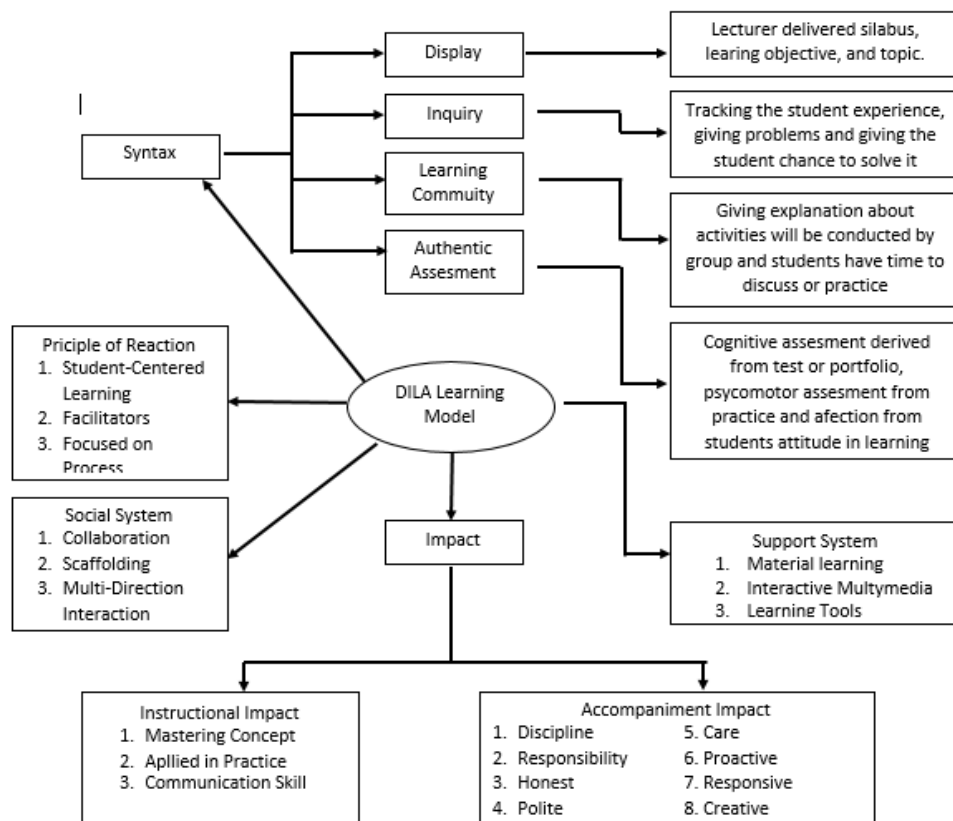 Display
Lecturer delivered silabus,
learing objective, and topic.
Inquiry
Tracking the student experience,
giving problems and giving the
student chance to solve it
Syntax
Learning
Commuity
Giving explanation about
activities will be conducted by
group and students have time to
discuss or practice
Authentic
Assesment
Cognitive assesment derived
from test or portfolio,
psycomotor assesment from
practice and afection from
students attitude in learning
Priciple of Reaction
1. Student-Centered
Learning
2. Facilitators
3. Focused on
Process
DILA Learning
Model
Social System
1. Collaboration
2. Scaffolding
3. Multi-Direction
Interaction
Impact
Support System
1. Material learning
2. Interactive Multymedia
3. Learning Tools
Instructional Impact
1. Mastering Concept
2. Apllied in Practice
3. Communication Skill
Accompaniment Impact
1. Discipline 5. Care
2. Responsibility 6. Proactive
3. Honest 7. Responsive
4. Polite 8. Creative